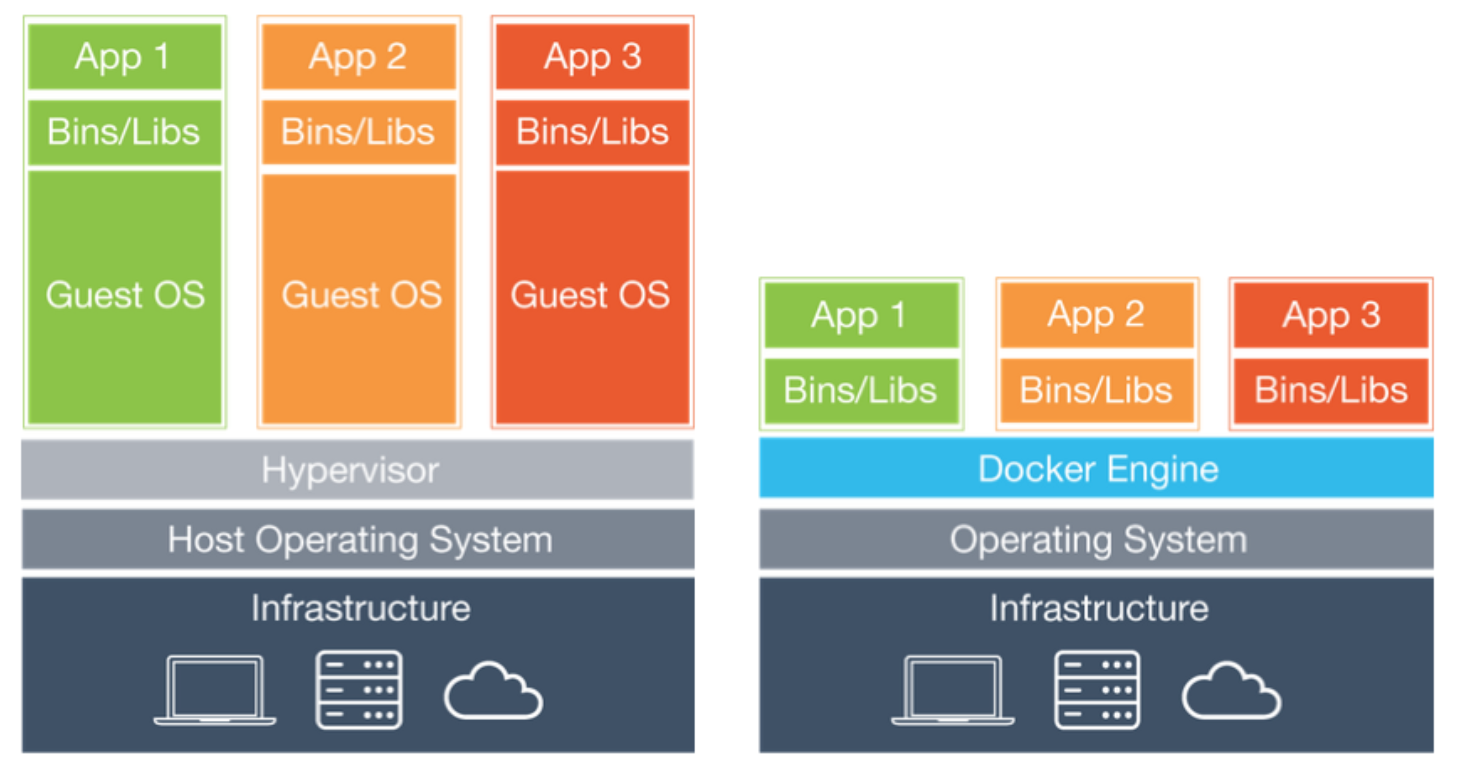 App 1
App 2
App 3
Bins/Libs
Bins/Libs
Bins/Libs
Guest OS
Guest OS
Guest OS
Hypervisor
Host Operating System
Infrastructure
App 1
App 2
App 3
Bins/Libs
Bins/Libs
Bins/Libs
Docker Engine
Operating System
Infrastructure